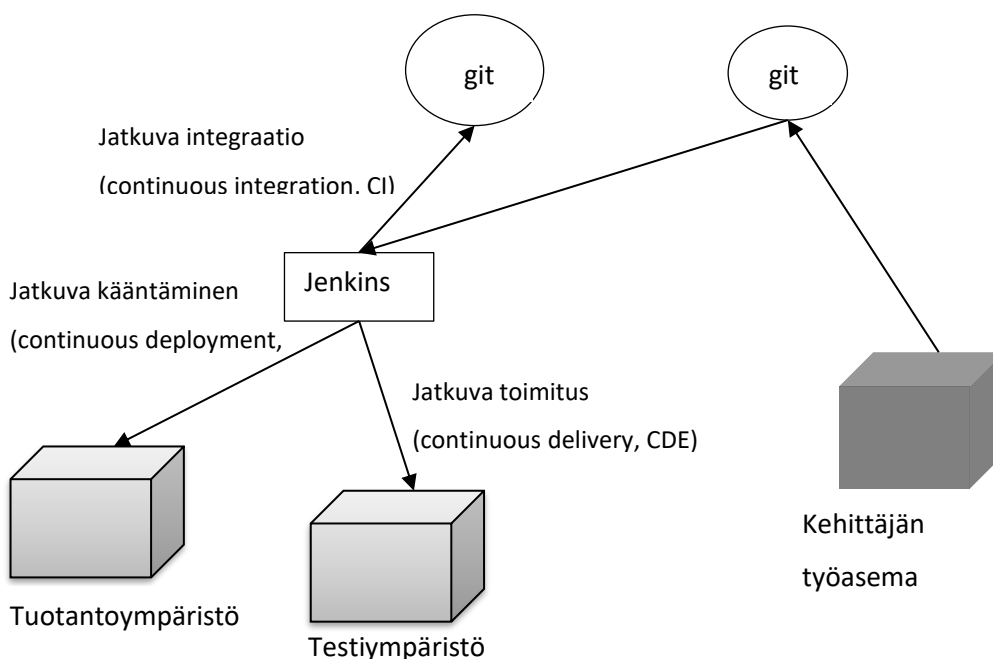 git
git
Jatkuva integraatio
(continuous integration, CI)
Jenkins
Jatkuva kääntäminen
(continuous deployment,
Jatkuva toimitus
(continuous delivery, CDE)
Kehittäjän
työasema
Tuotantoympäristö
Testiympäristö